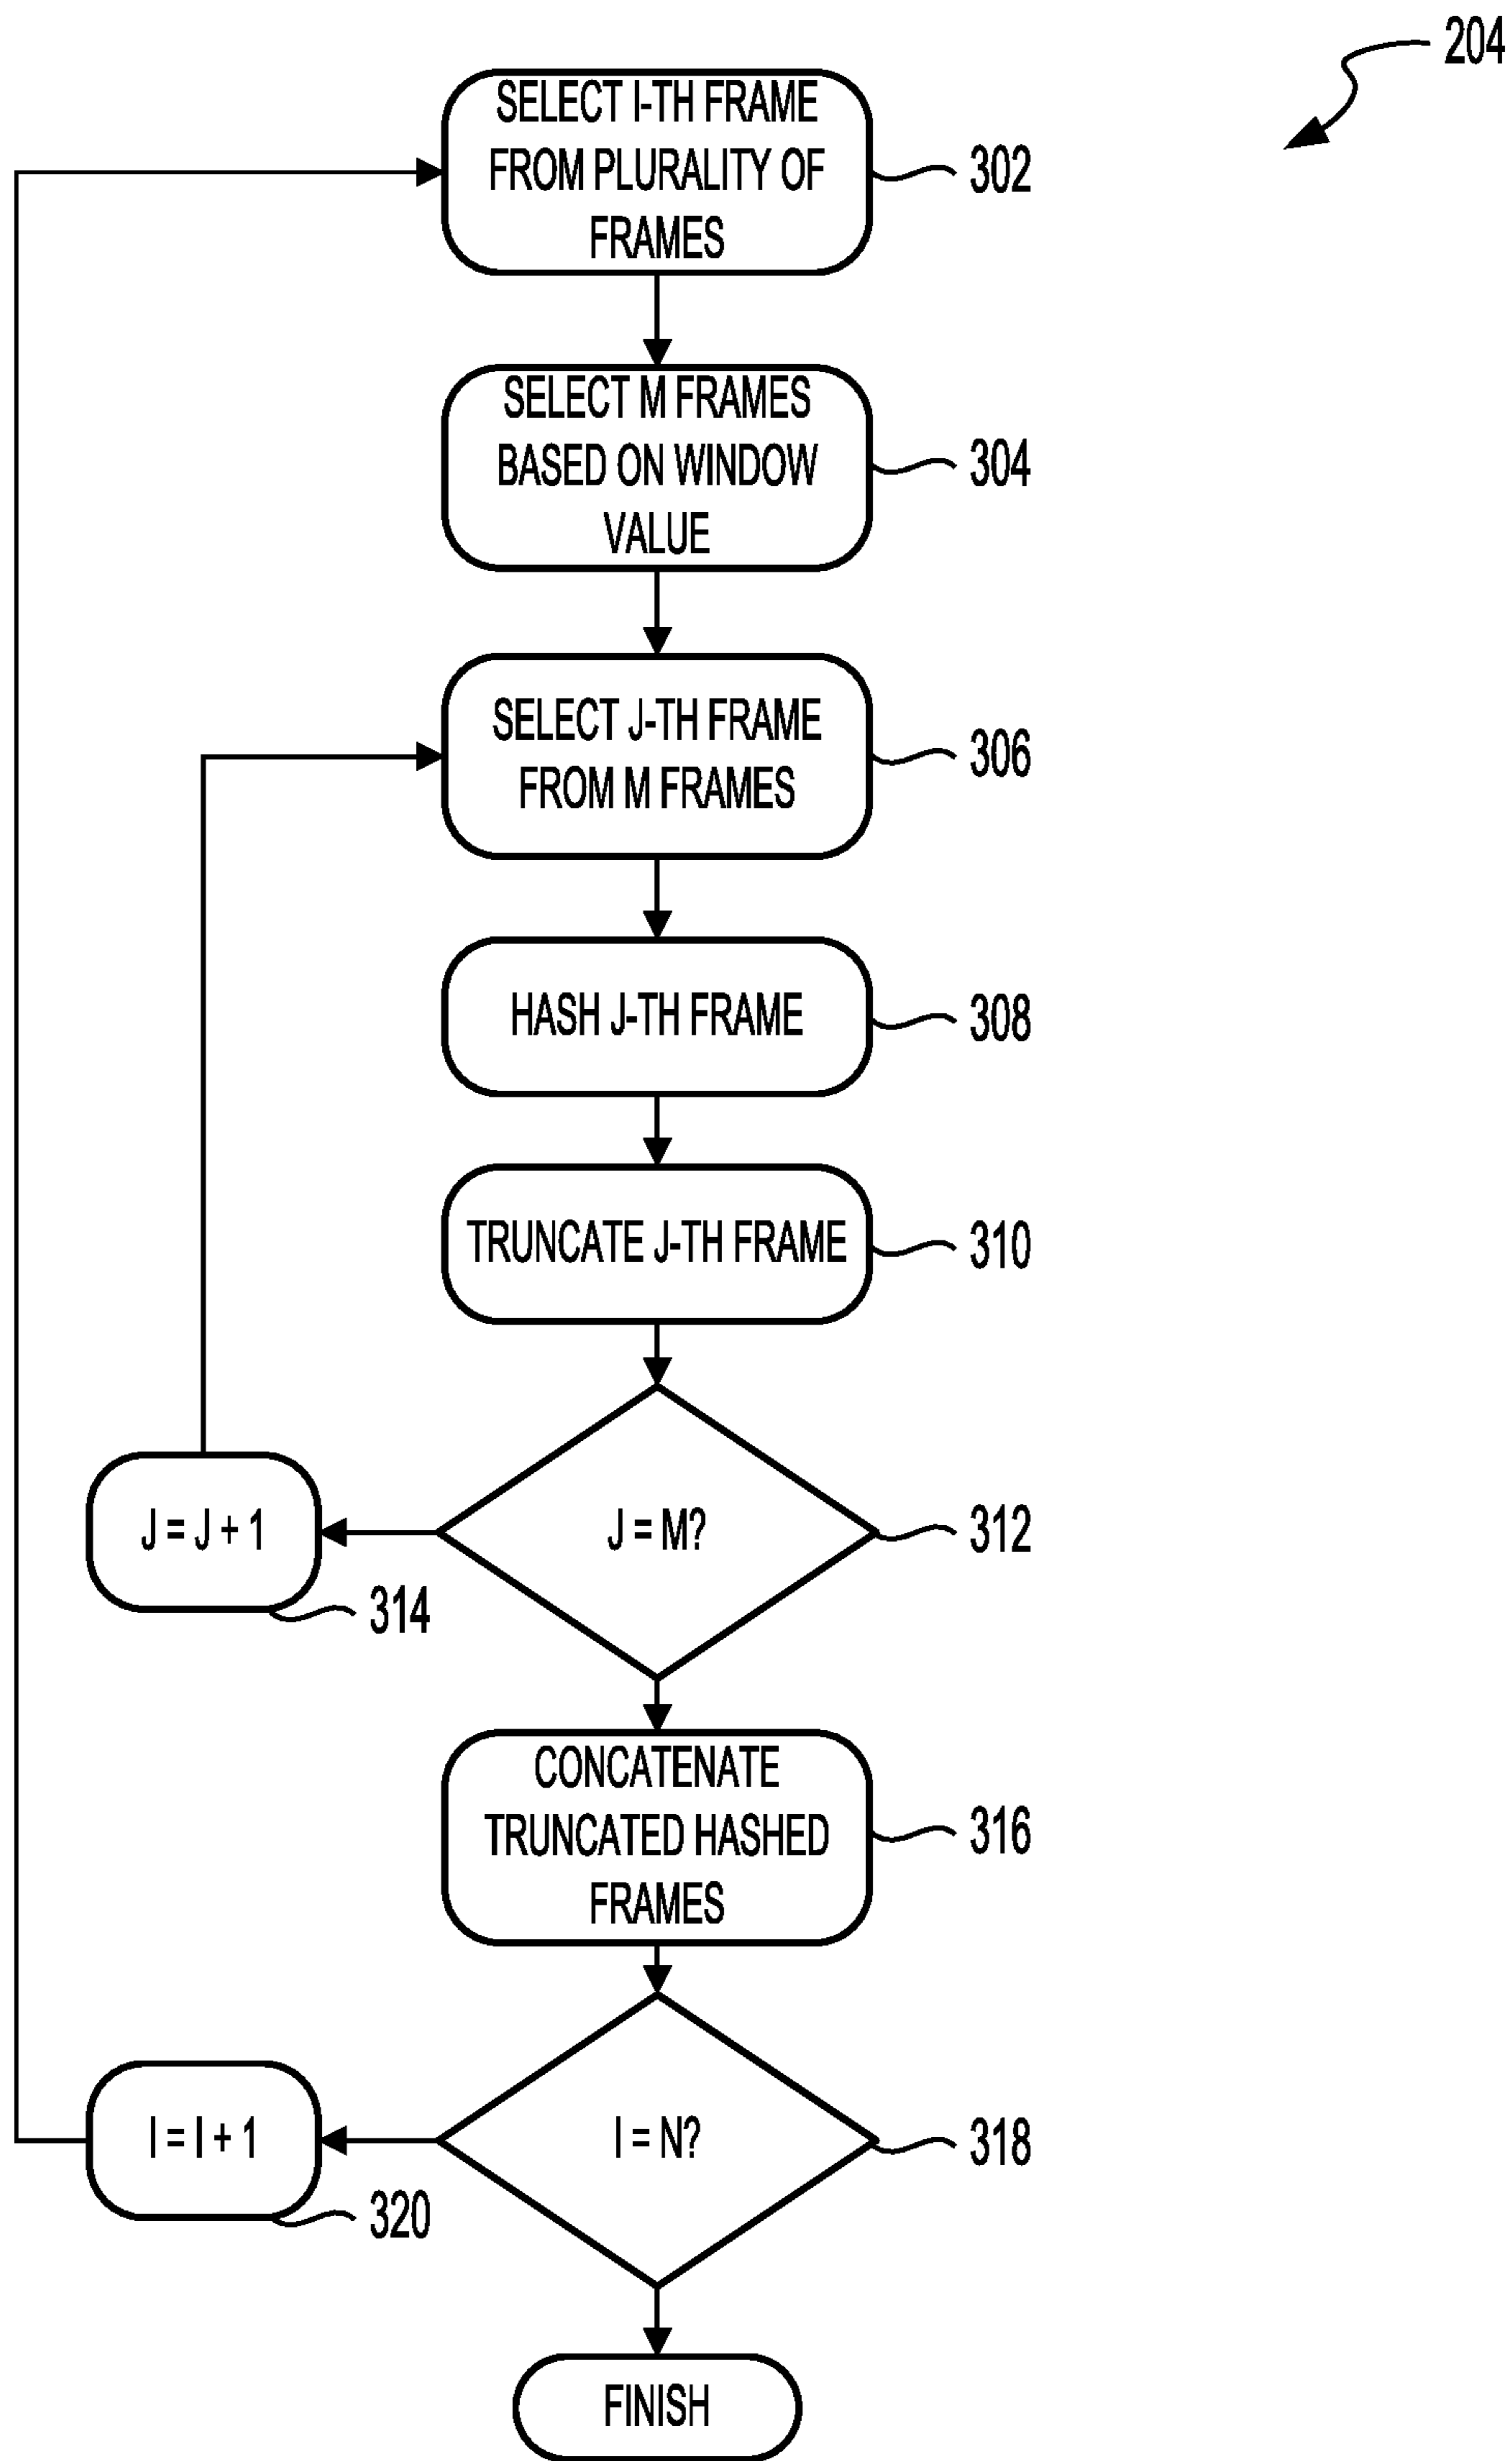 204
SELECT I-TH FRAME
FROM PLURALITY OF
FRAMES
302
SELECT M FRAMES
BASED ON WINDOW
VALUE
304
SELECT J-TH FRAME
FROM M FRAMES
306
HASH J-TH FRAME
308
TRUNCATE J-TH FRAME
310
J = M?
312
J = J + 1
314
CONCATENATE
TRUNCATED HASHED
FRAMES
316
I = N?
318
I = I + 1
320
FINISH